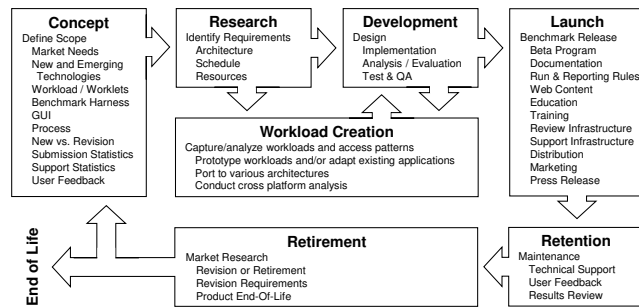 Concept
Define Scope
Market Needs
New and Emerging
Technologies
Workload / Worklets
Benchmark Harness
GUI
Process
New vs. Revision
Submission Statistics
Support Statistics
User Feedback
Research
Identify Requirements
Architecture
Schedule
Resources
Development
Design
Implementation
Analysis / Evaluation
Test & QA
Launch
Benchmark Release
Beta Program
Documentation
Run & Reporting Rules
Web Content
Education
Training
Review Infrastructure
Support Infrastructure
Distribution
Marketing
Press Release
Workload Creation
Capture/analyze workloads and access patterns
Prototype workloads and/or adapt existing applications
Port to various architectures
Conduct cross platform analysis
End of Life
Retirement
Market Research
Revision or Retirement
Revision Requirements
Product End-Of-Life
Retention
Maintenance
Technical Support
User Feedback
Results Review